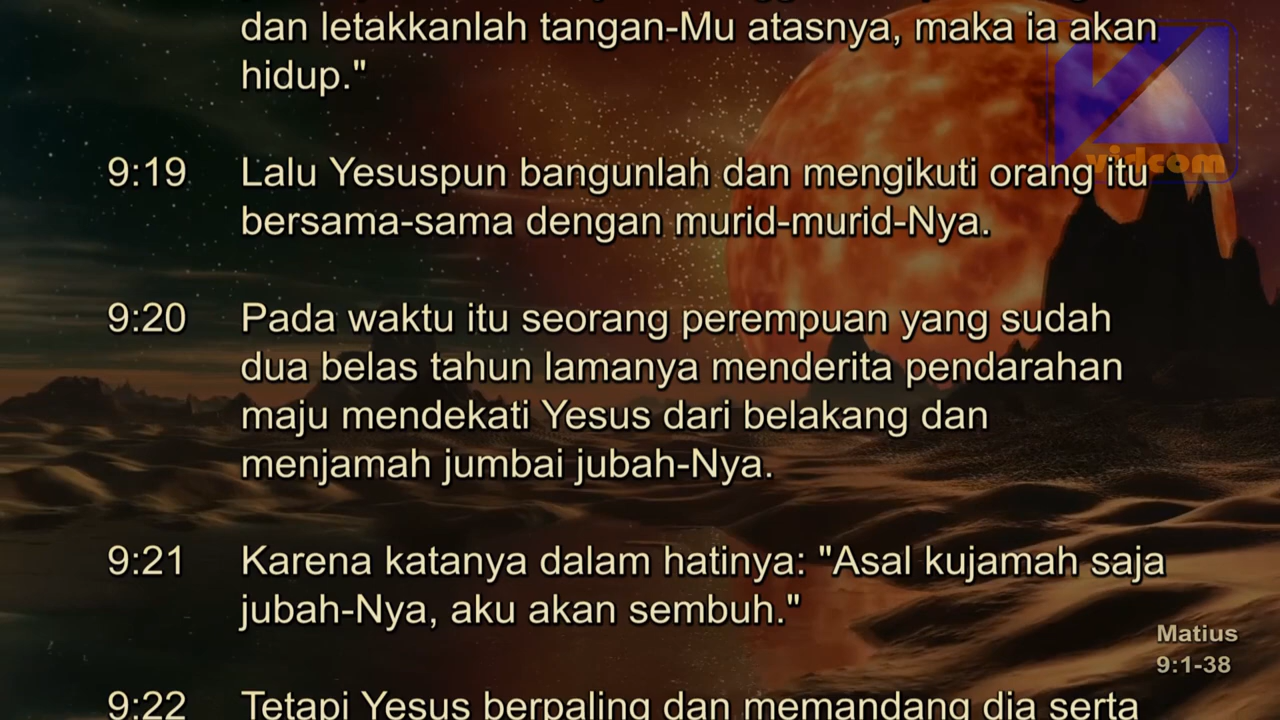 dan letakkanlah tangan-Mu atasnya, maka ia akan
hidup."
vidcom
9:19 Lalu Yesuspun bangunlah dan mengikuti orang itu
bersama-sama dengan murid-murid-Nya.
9:20 Pada waktu itu seorang perempuan yang sudah
dua belas tahun lamanya menderita pendarahan
maju mendekati Yesus dari belakang dan
menjamah jumbai jubah-Nya.
9:21 Karena katanya dalam hatinya: "Asal kujamah saja
jubah-Nya, aku akan sembuh."
Matius
9:1-38
9:22 Tetapi Yesus berpaling dan memandang dia serta